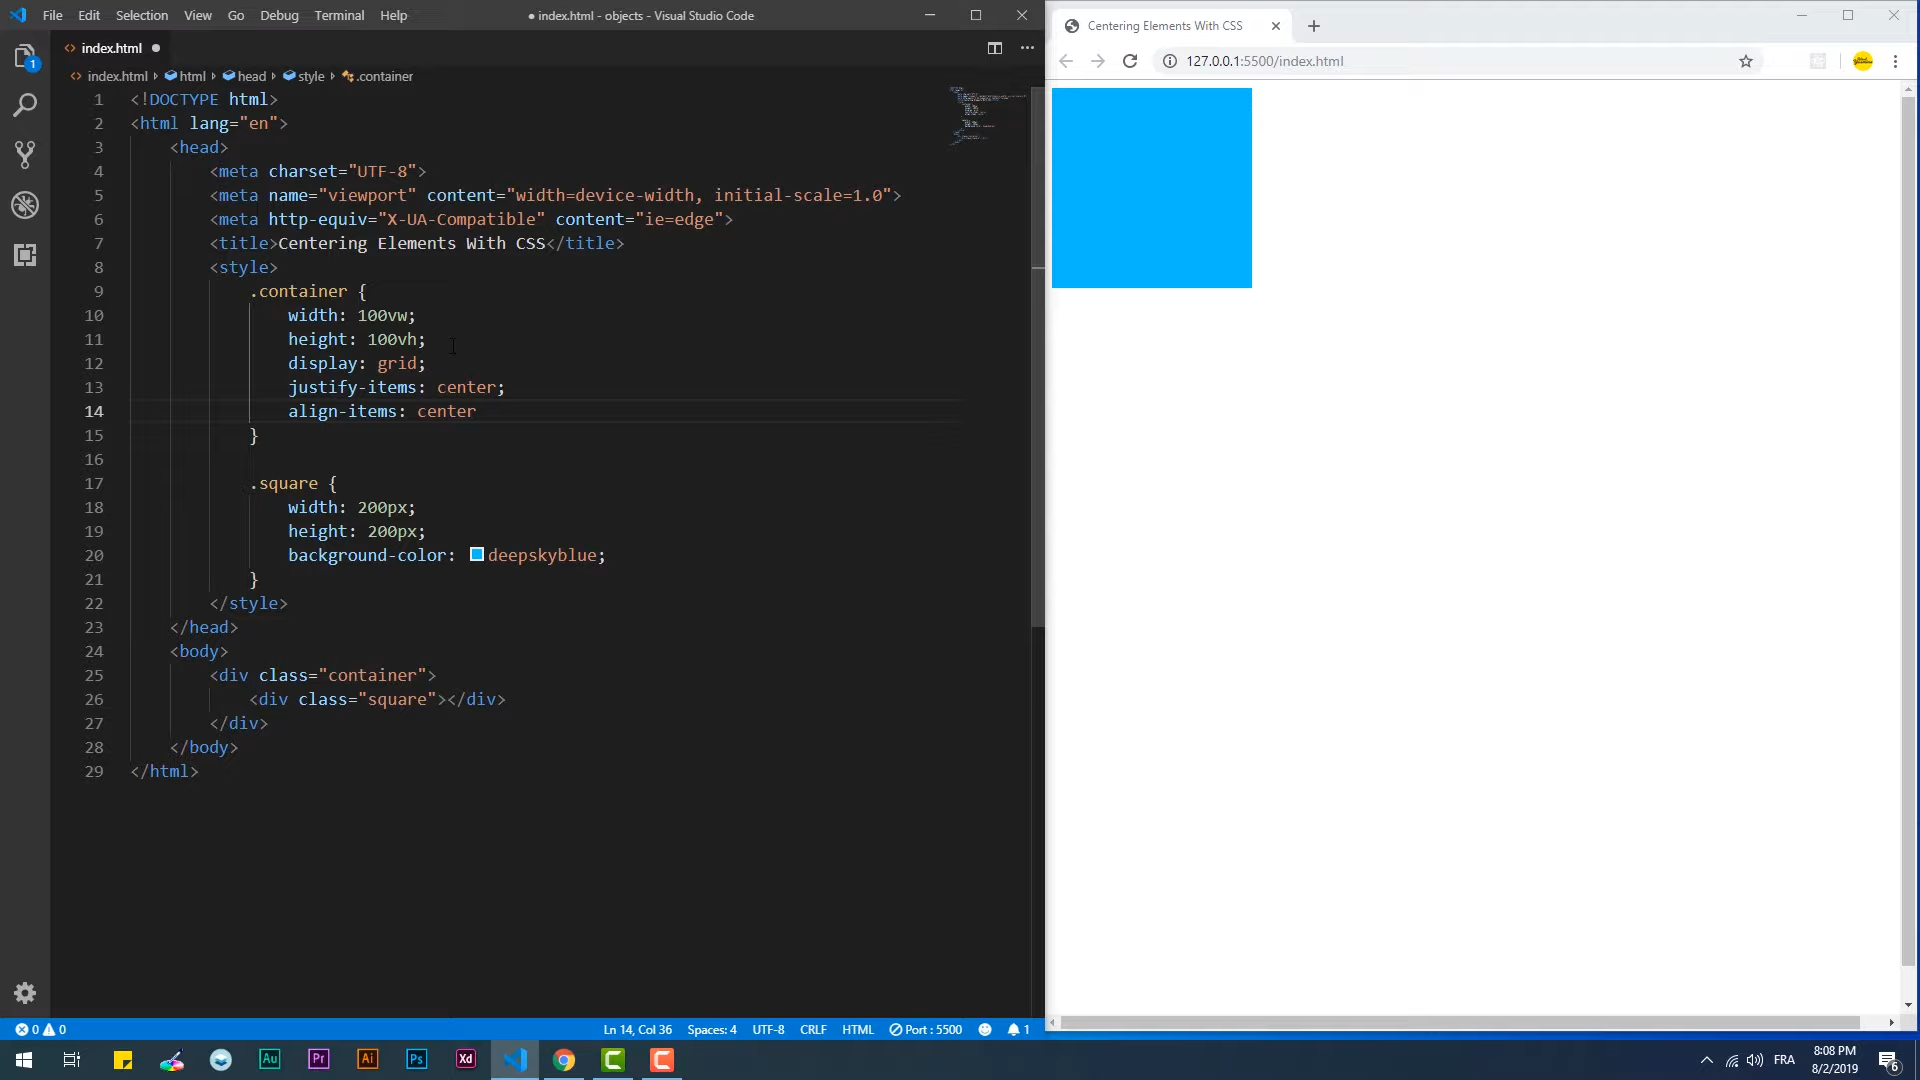 File Edit Selection View Go Debug Terminal Help
● index.html - objects - Visual Studio Code
index.html ●
index.html › html › head › style › .container
1 <!DOCTYPE html>
2 <html lang="en">
3 <head>
4 <meta charset="UTF-8">
5 <meta name="viewport" content="width=device-width, initial-scale=1.0">
6 <meta http-equiv="X-UA-Compatible" content="ie=edge">
7 <title>Centering Elements With CSS</title>
8 <style>
9 .container {
10 width: 100vw;
11 height: 100vh;
12 display: grid;
13 justify-items: center;
14 align-items: center
15 }
16
17 .square {
18 width: 200px;
19 height: 200px;
20 background-color: deepskyblue;
21 }
22 </style>
23 </head>
24 <body>
25 <div class="container">
26 <div class="square"></div>
27 </div>
28 </body>
29 </html>
1
0 0
Ln 14, Col 36 Spaces: 4 UTF-8 CRLF HTML Port : 5500 1
Centering Elements With CSS
127.0.0.1:5500/index.html
Au Pr Ai Ps Xd
FRA
8:08 PM
8/2/2019
6